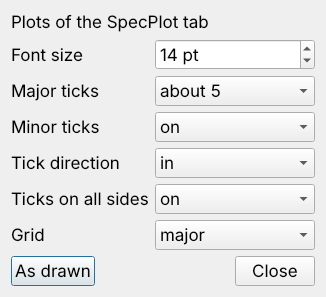 Plots of the SpecPlot tab
Font size 14 pt
Major ticks about 5
Minor ticks on
Tick direction in
Ticks on all sides on
Grid major
As drawn Close